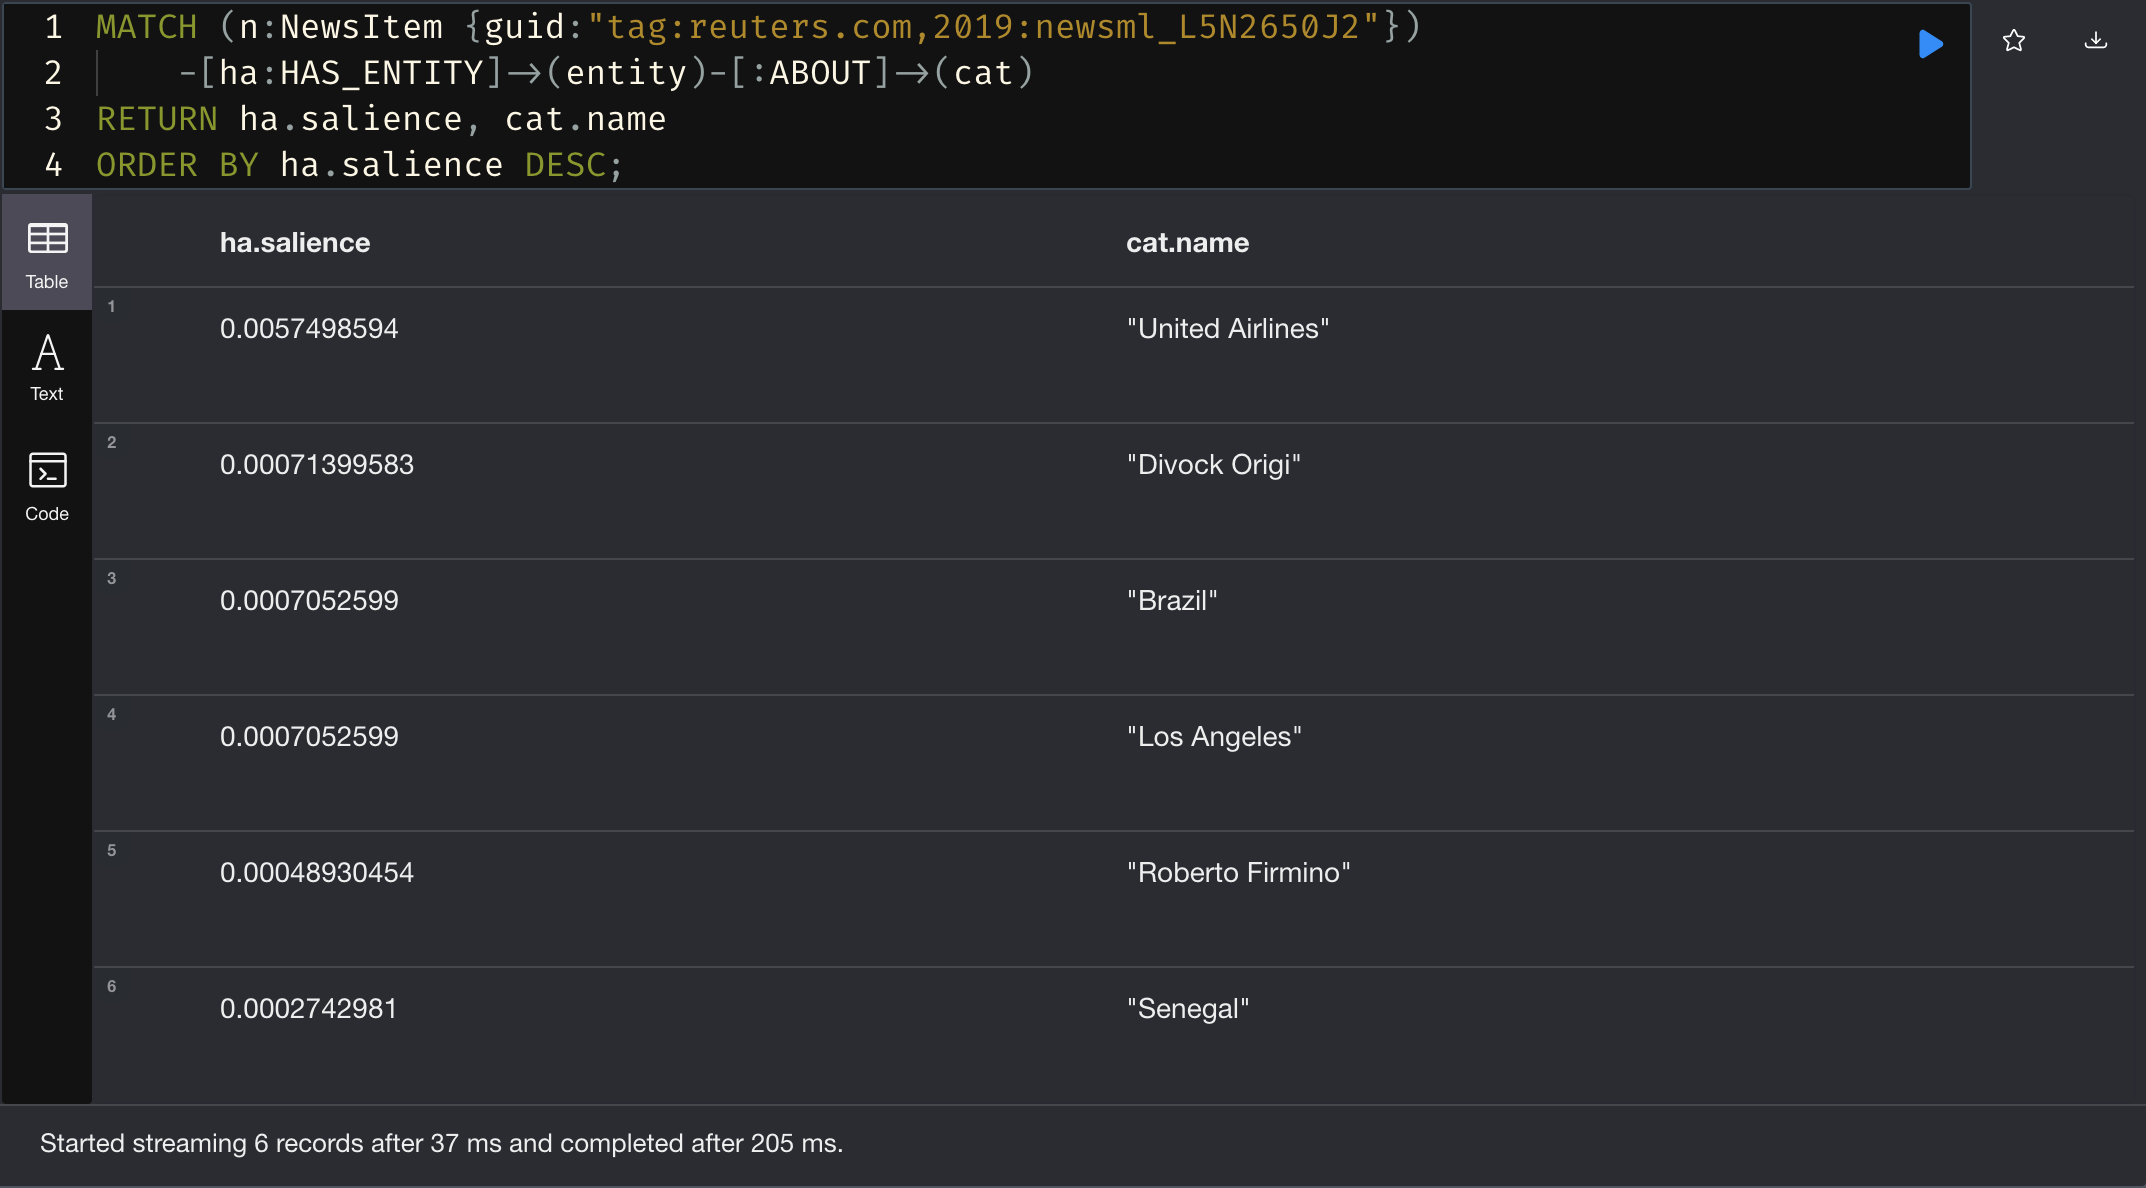 1 MATCH (n:NewsItem {guid:"tag:reuters.com,2019:newsml_L5N2650J2"})
2 -[ha:HAS_ENTITY]→(entity)-[:ABOUT]→(cat)
3 RETURN ha.salience, cat.name
4 ORDER BY ha.salience DESC;
Table
Text
Code
ha.salience cat.name
1 0.0057498594 "United Airlines"
2 0.00071399583 "Divock Origi"
3 0.0007052599 "Brazil"
4 0.0007052599 "Los Angeles"
5 0.00048930454 "Roberto Firmino"
6 0.0002742981 "Senegal"
Started streaming 6 records after 37 ms and completed after 205 ms.